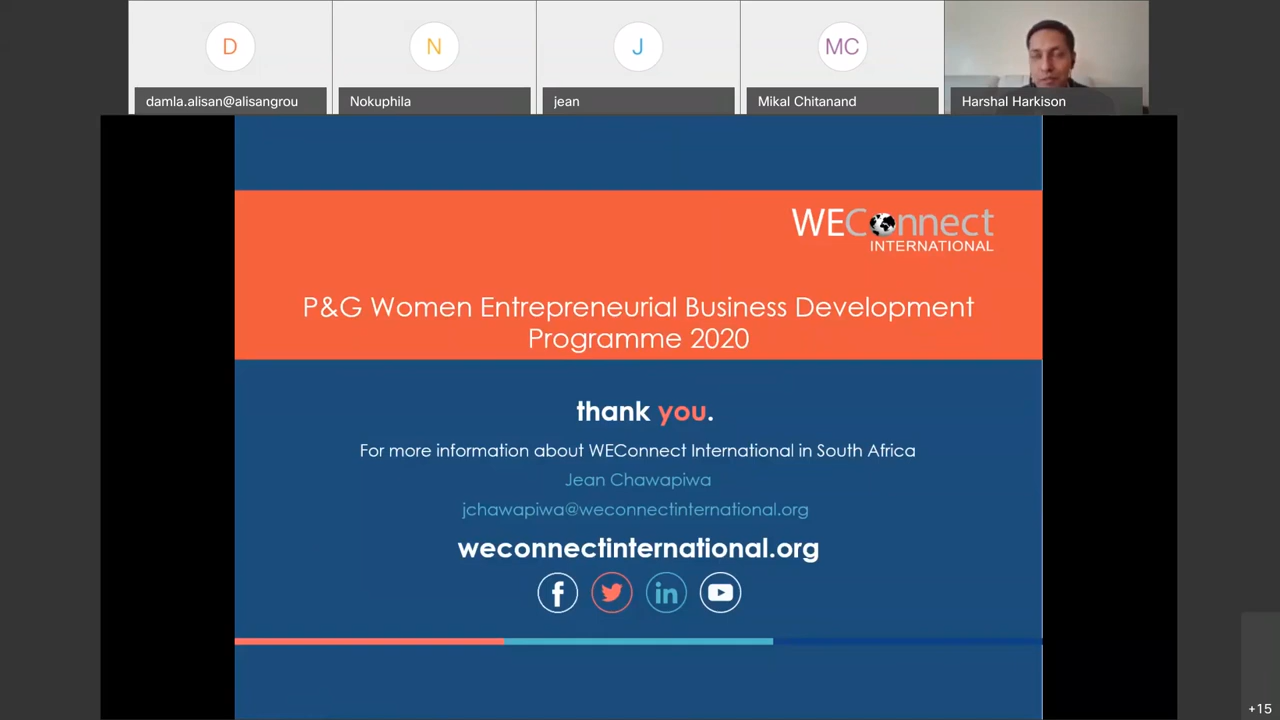 D
N
J
MC
damla.alisan@alisangrou
Nokuphila
jean
Mikal Chitanand
Harshal Harkison
WEConnect
INTERNATIONAL
P&G Women Entrepreneurial Business Development
Programme 2020
thank you.
For more information about WEConnect International in South Africa
Jean Chawapiwa
jchawapiwa@weconnectinternational.org
weconnectinternational.org
f
in
+15